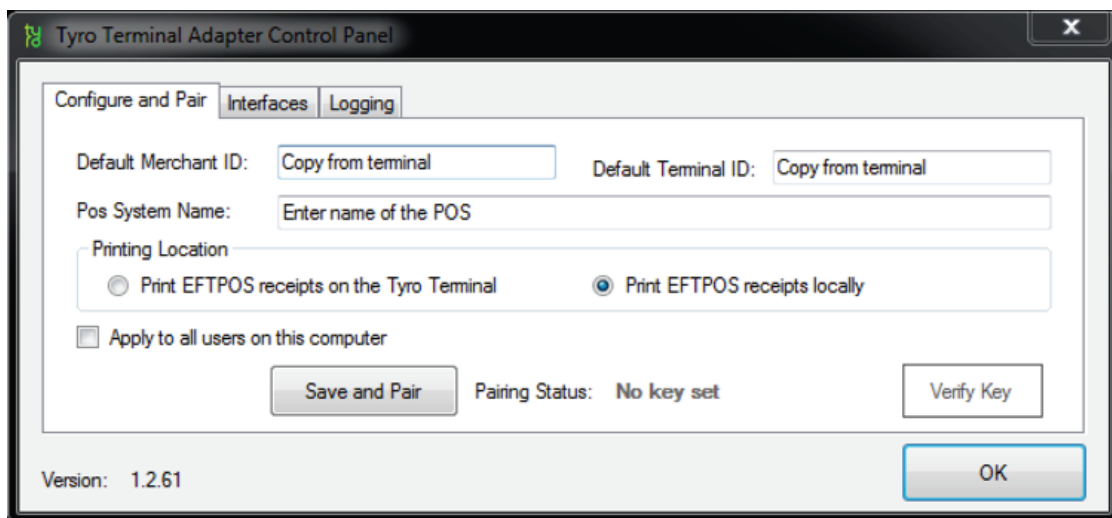 Tyro Terminal Adapter Control Panel
X
Configure and Pair Interfaces Logging
Default Merchant ID: Copy from terminal Default Terminal ID: Copy from terminal
Pos System Name: Enter name of the POS
Printing Location
Print EFTPOS receipts on the Tyro Terminal Print EFTPOS receipts locally
Apply to all users on this computer
Save and Pair Pairing Status: No key set Verify Key
Version: 1.2.61 OK